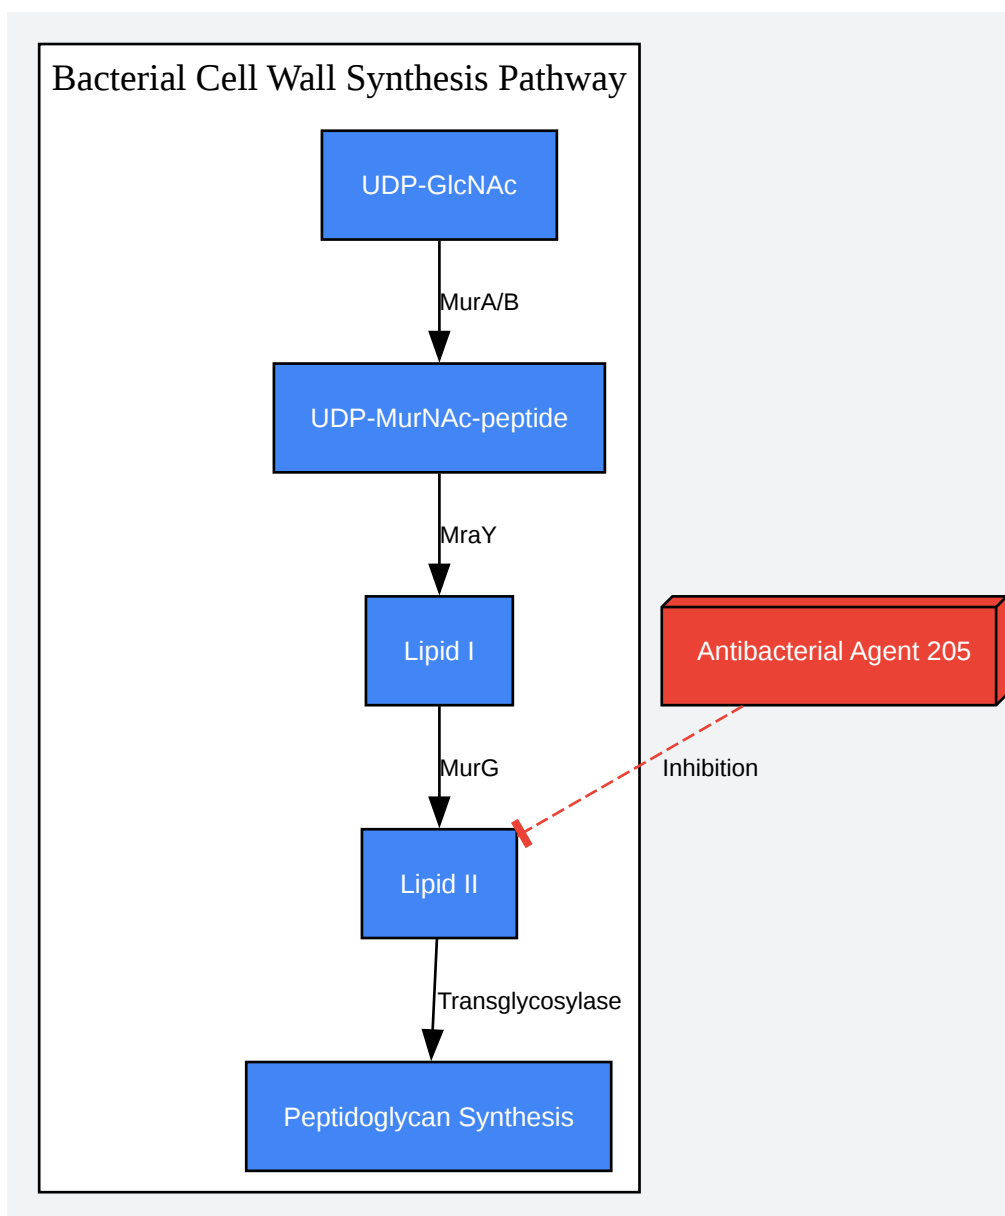 Bacterial Cell Wall Synthesis Pathway
UDP-GlcNAc
MurA/B
UDP-MurNAc-peptide
MraY
Lipid I
Antibacterial Agent 205
MurG
Inhibition
Lipid II
Transglycosylase
Peptidoglycan Synthesis